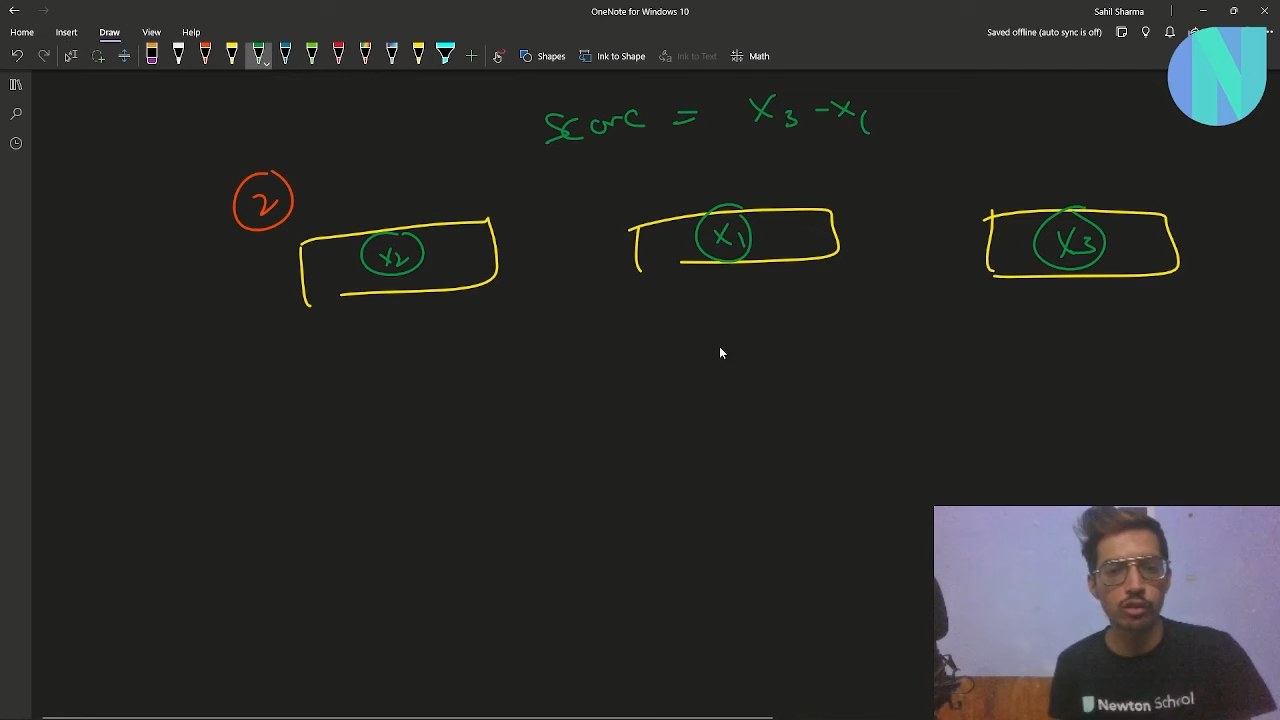 OneNote for Windows 10
Sahil Sharma
Home Insert Draw View Help
Saved offline (auto sync is off)
Shapes Ink to Shape Ink to Text Math
Score = X3 - X1
2
X2 X1 X3
Newton School